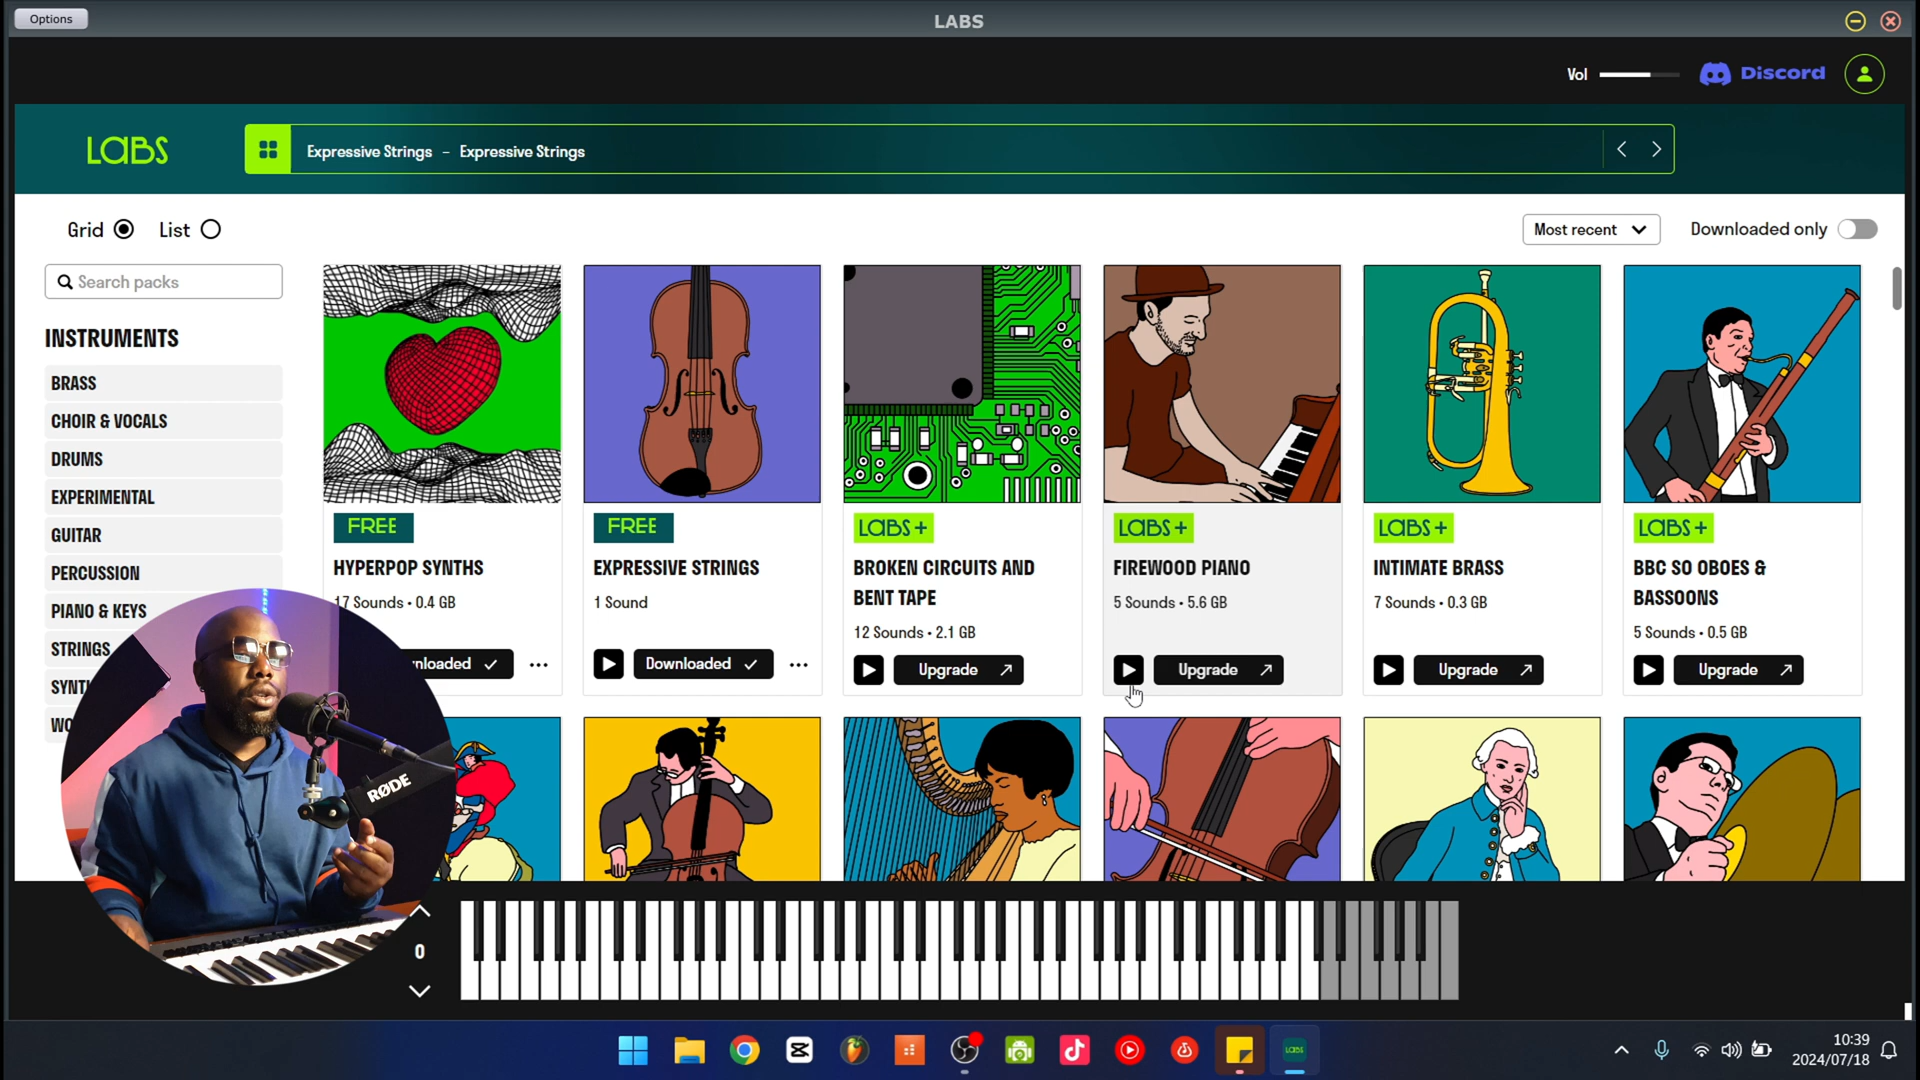 Options
LABS
Vol
Discord
LABS
Expressive Strings – Expressive Strings
Grid
List
Most recent
Downloaded only
Search packs
INSTRUMENTS
BRASS
CHOIR & VOCALS
DRUMS
EXPERIMENTAL
GUITAR
PERCUSSION
PIANO & KEYS
STRINGS
FREE
HYPERPOP SYNTHS
17 Sounds • 0.4 GB
FREE
EXPRESSIVE STRINGS
1 Sound
Downloaded
LABS+
BROKEN CIRCUITS AND
BENT TAPE
12 Sounds • 2.1 GB
Upgrade
LABS+
FIREWOOD PIANO
5 Sounds • 5.6 GB
Upgrade
LABS+
INTIMATE BRASS
7 Sounds • 0.3 GB
Upgrade
LABS+
BBC SO OBOES &
BASSOONS
5 Sounds • 0.5 GB
Upgrade
RØDE
0
LABS
10:39
2024/07/18